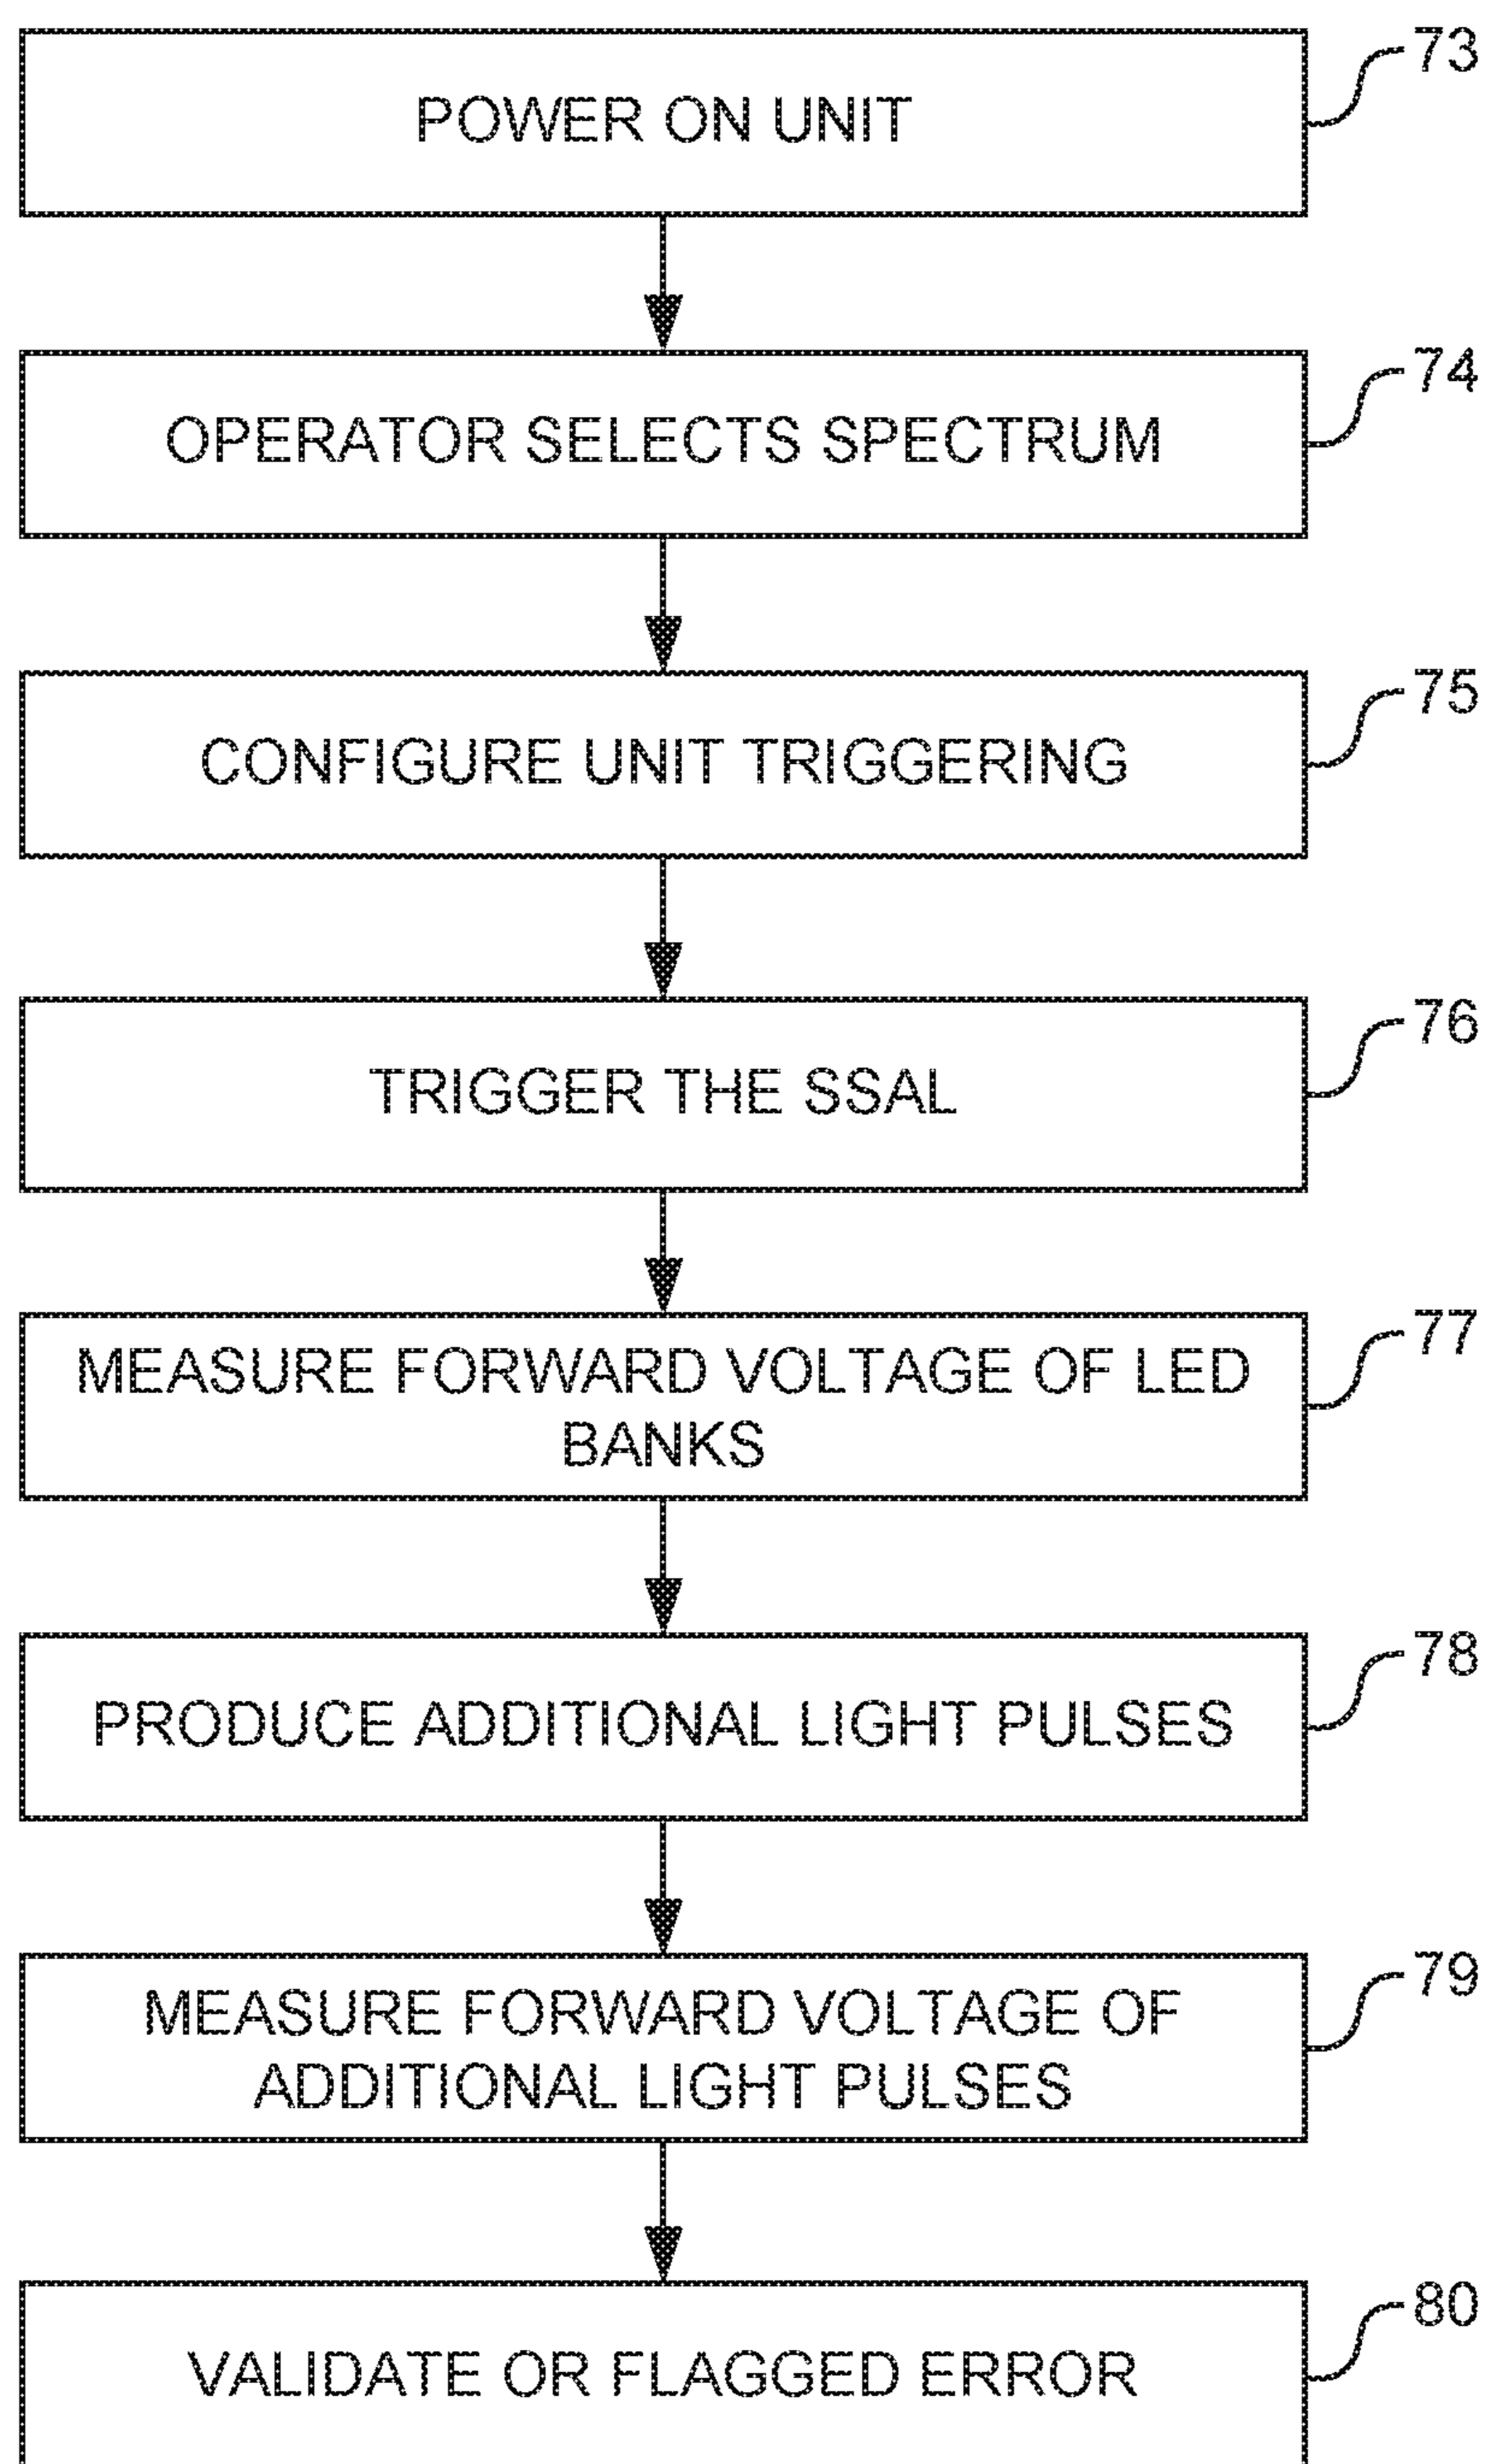 POWER ON UNIT
73
OPERATOR SELECTS SPECTRUM
74
CONFIGURE UNIT TRIGGERING
75
TRIGGER THE SSAL
76
MEASURE FORWARD VOLTAGE OF LED
BANKS
77
PRODUCE ADDITIONAL LIGHT PULSES
78
MEASURE FORWARD VOLTAGE OF
ADDITIONAL LIGHT PULSES
79
VALIDATE OR FLAGGED ERROR
80